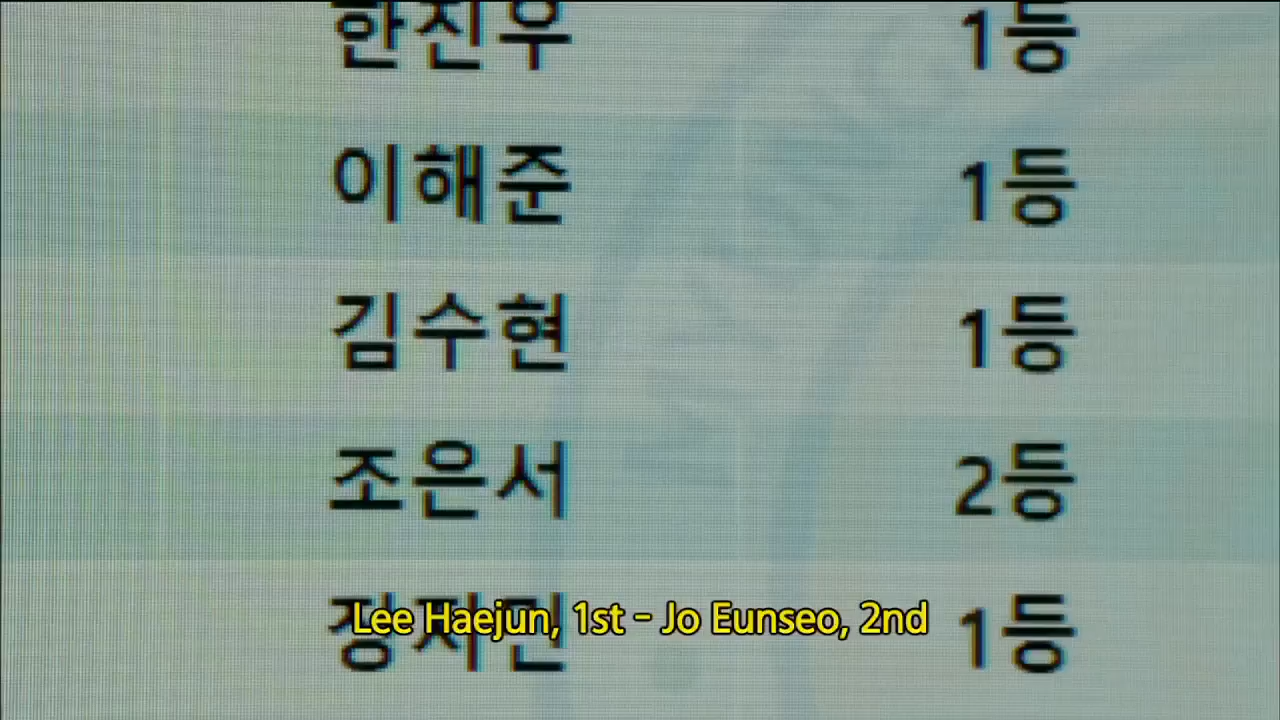 한진우 1등
이해준 1등
김수현 1등
조은서 2등
1등
Lee Haejun, 1st - Jo Eunseo, 2nd